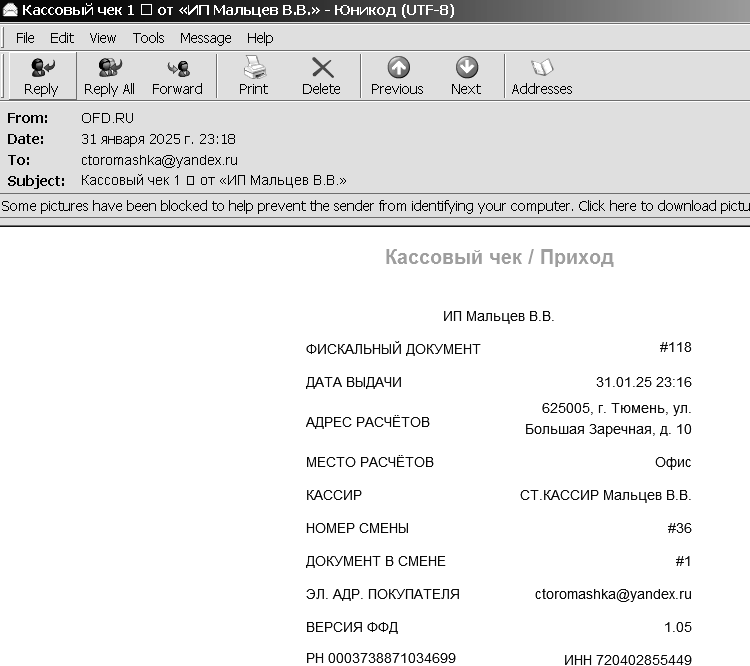 Кассовый чек 1 □ от «ИП Мальцев В.В.» - Юникод (UTF-8)
File Edit View Tools Message Help
Reply Reply All Forward Print Delete Previous Next Addresses
From: OFD.RU
Date: 31 января 2025 г. 23:18
To: ctoromashka@yandex.ru
Subject: Кассовый чек 1 □ от «ИП Мальцев В.В.»
Some pictures have been blocked to help prevent the sender from identifying your computer. Click here to download pictu
Кассовый чек / Приход
ИП Мальцев В.В.
ФИСКАЛЬНЫЙ ДОКУМЕНТ #118
ДАТА ВЫДАЧИ 31.01.25 23:16
АДРЕС РАСЧЁТОВ 625005, г. Тюмень, ул.
Большая Заречная, д. 10
МЕСТО РАСЧЁТОВ Офис
КАССИР СТ.КАССИР Мальцев В.В.
НОМЕР СМЕНЫ #36
ДОКУМЕНТ В СМЕНЕ #1
ЭЛ. АДР. ПОКУПАТЕЛЯ ctoromashka@yandex.ru
ВЕРСИЯ ФФД 1.05
РН 0003738871034699 ИНН 720402855449